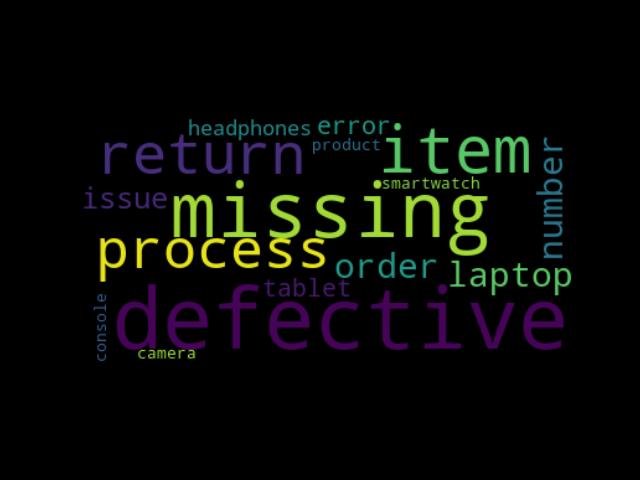 headphones
error
return
product
item
smartwatch
number
issue
missing
process
order
laptop
tablet
console
defective
camera